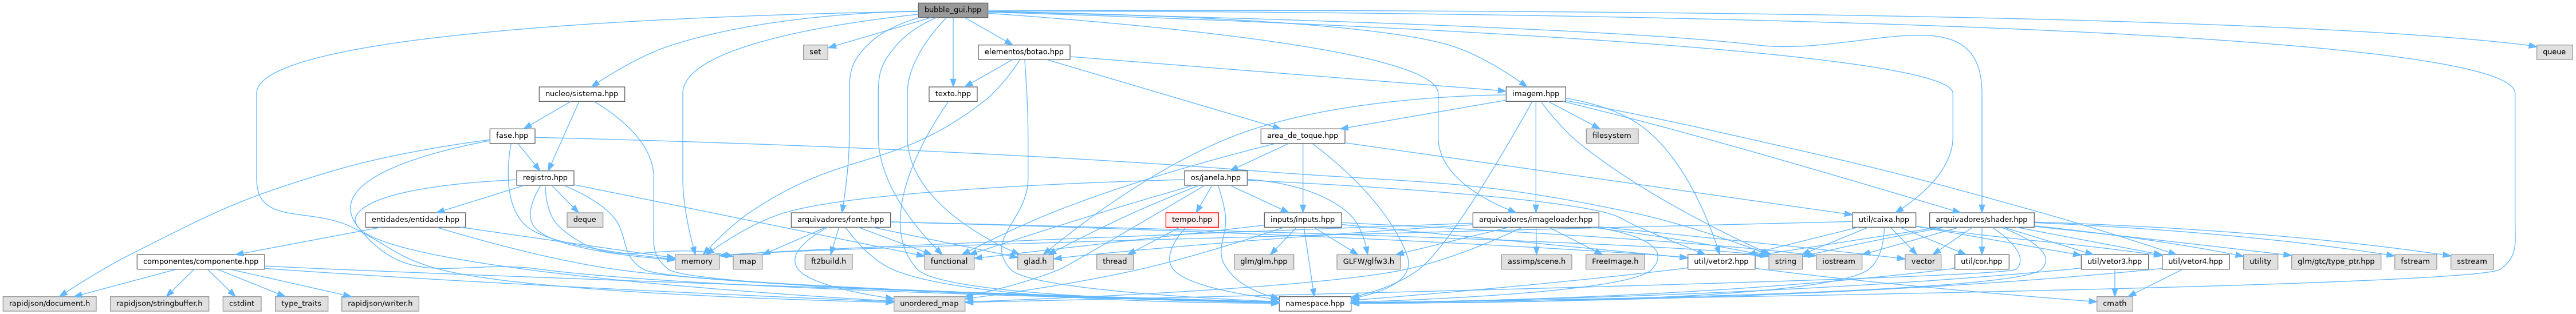 bubble_gui.hpp
set
elementos/botao.hpp
queue
nucleo/sistema.hpp
texto.hpp
imagem.hpp
fase.hpp
area_de_toque.hpp
filesystem
registro.hpp
os/janela.hpp
entidades/entidade.hpp
deque
arquivadores/fonte.hpp
tempo.hpp
inputs/inputs.hpp
arquivadores/imageloader.hpp
util/caixa.hpp
arquivadores/shader.hpp
componentes/componente.hpp
memory
map
ft2build.h
functional
glad.h
thread
glm/glm.hpp
GLFW/glfw3.h
assimp/scene.h
FreeImage.h
util/vetor2.hpp
string
iostream
vector
util/cor.hpp
util/vetor3.hpp
util/vetor4.hpp
utility
glm/gtc/type_ptr.hpp
fstream
sstream
rapidjson/document.h
rapidjson/stringbuffer.h
cstdint
type_traits
rapidjson/writer.h
unordered_map
namespace.hpp
cmath